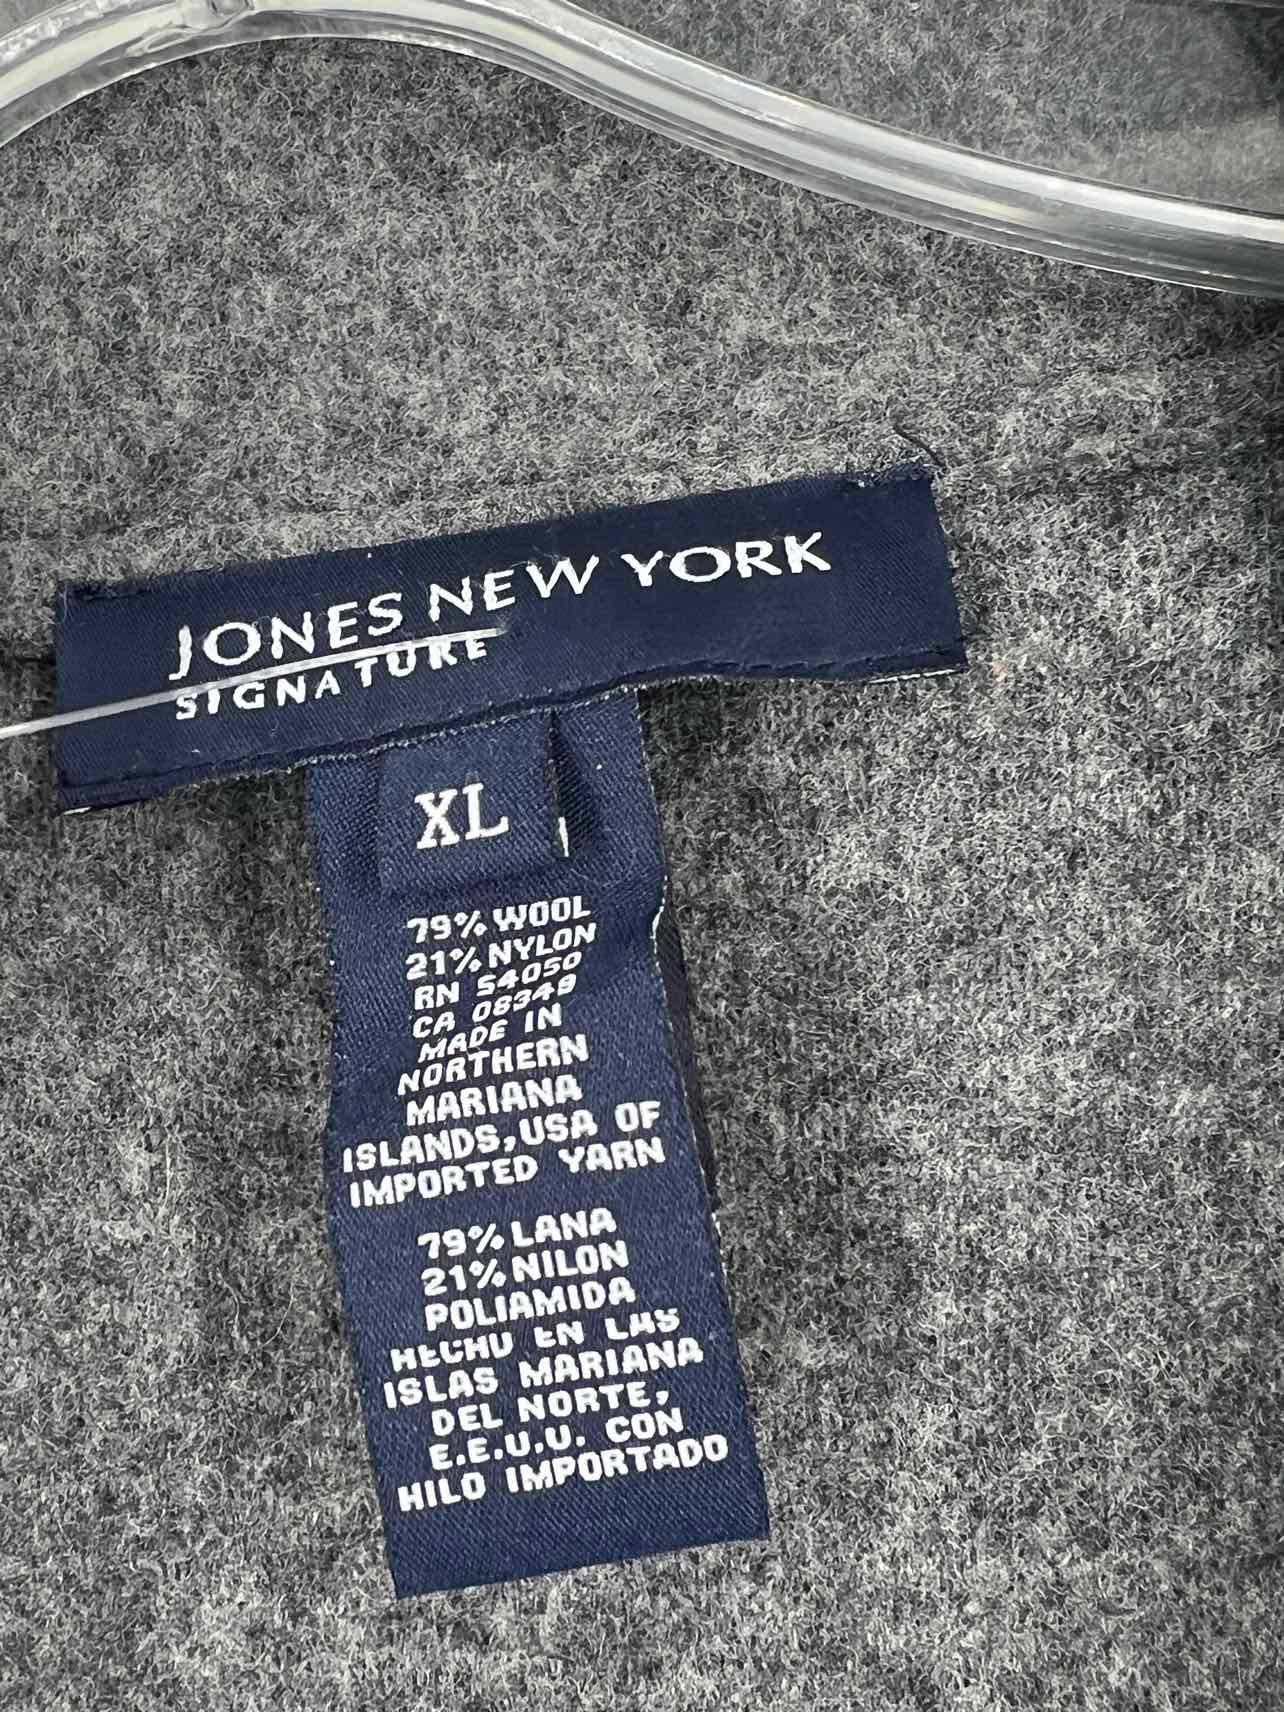 JONES NEW YORK
SIGNATURE
XL
79% WOOL
21% NYLON
RN 54050
CA 08349
MADE IN
NORTHERN
MARIANA
ISLANDS, USA OF
IMPORTED YARN
79% LANA
21% NILON
POLIAMIDA
HECHO EN LAS
ISLAS MARIANA
DEL NORTE,
E.E.U.U. CON
HILO IMPORTADO